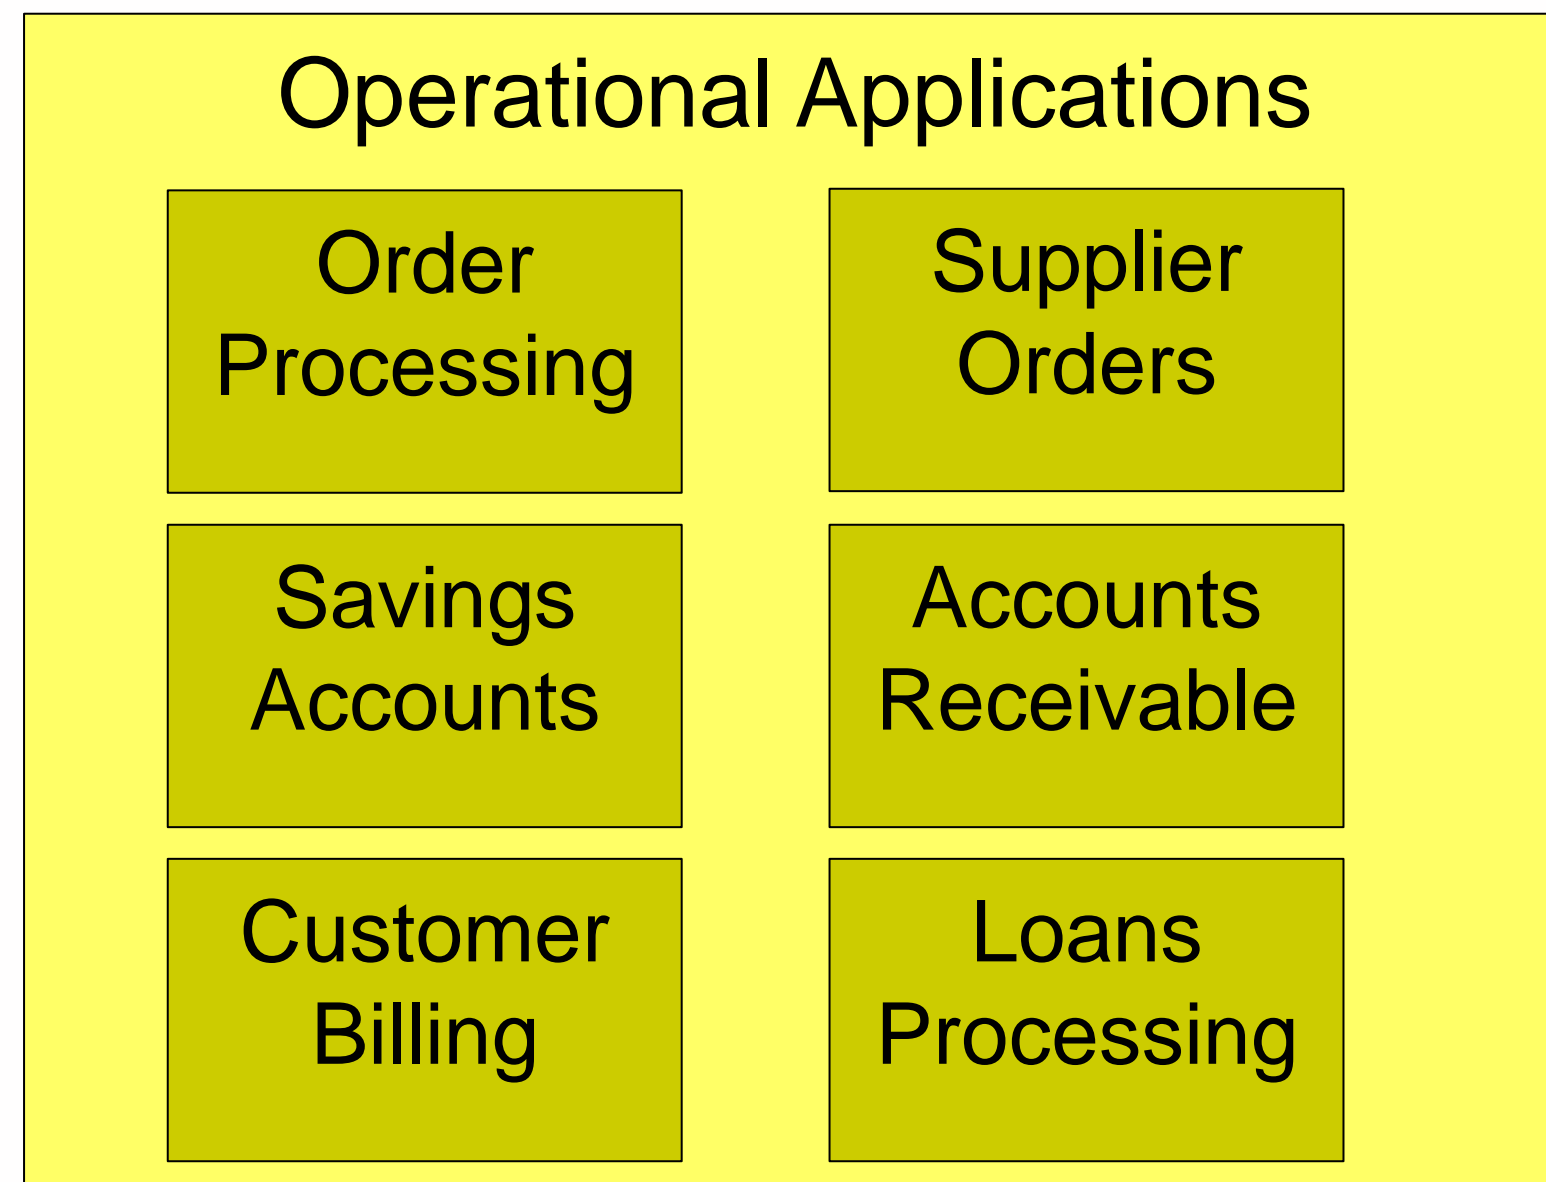 Operational Applications
Order
Processing
Supplier
Orders
Savings
Accounts
Accounts
Receivable
Customer
Billing
Loans
Processing